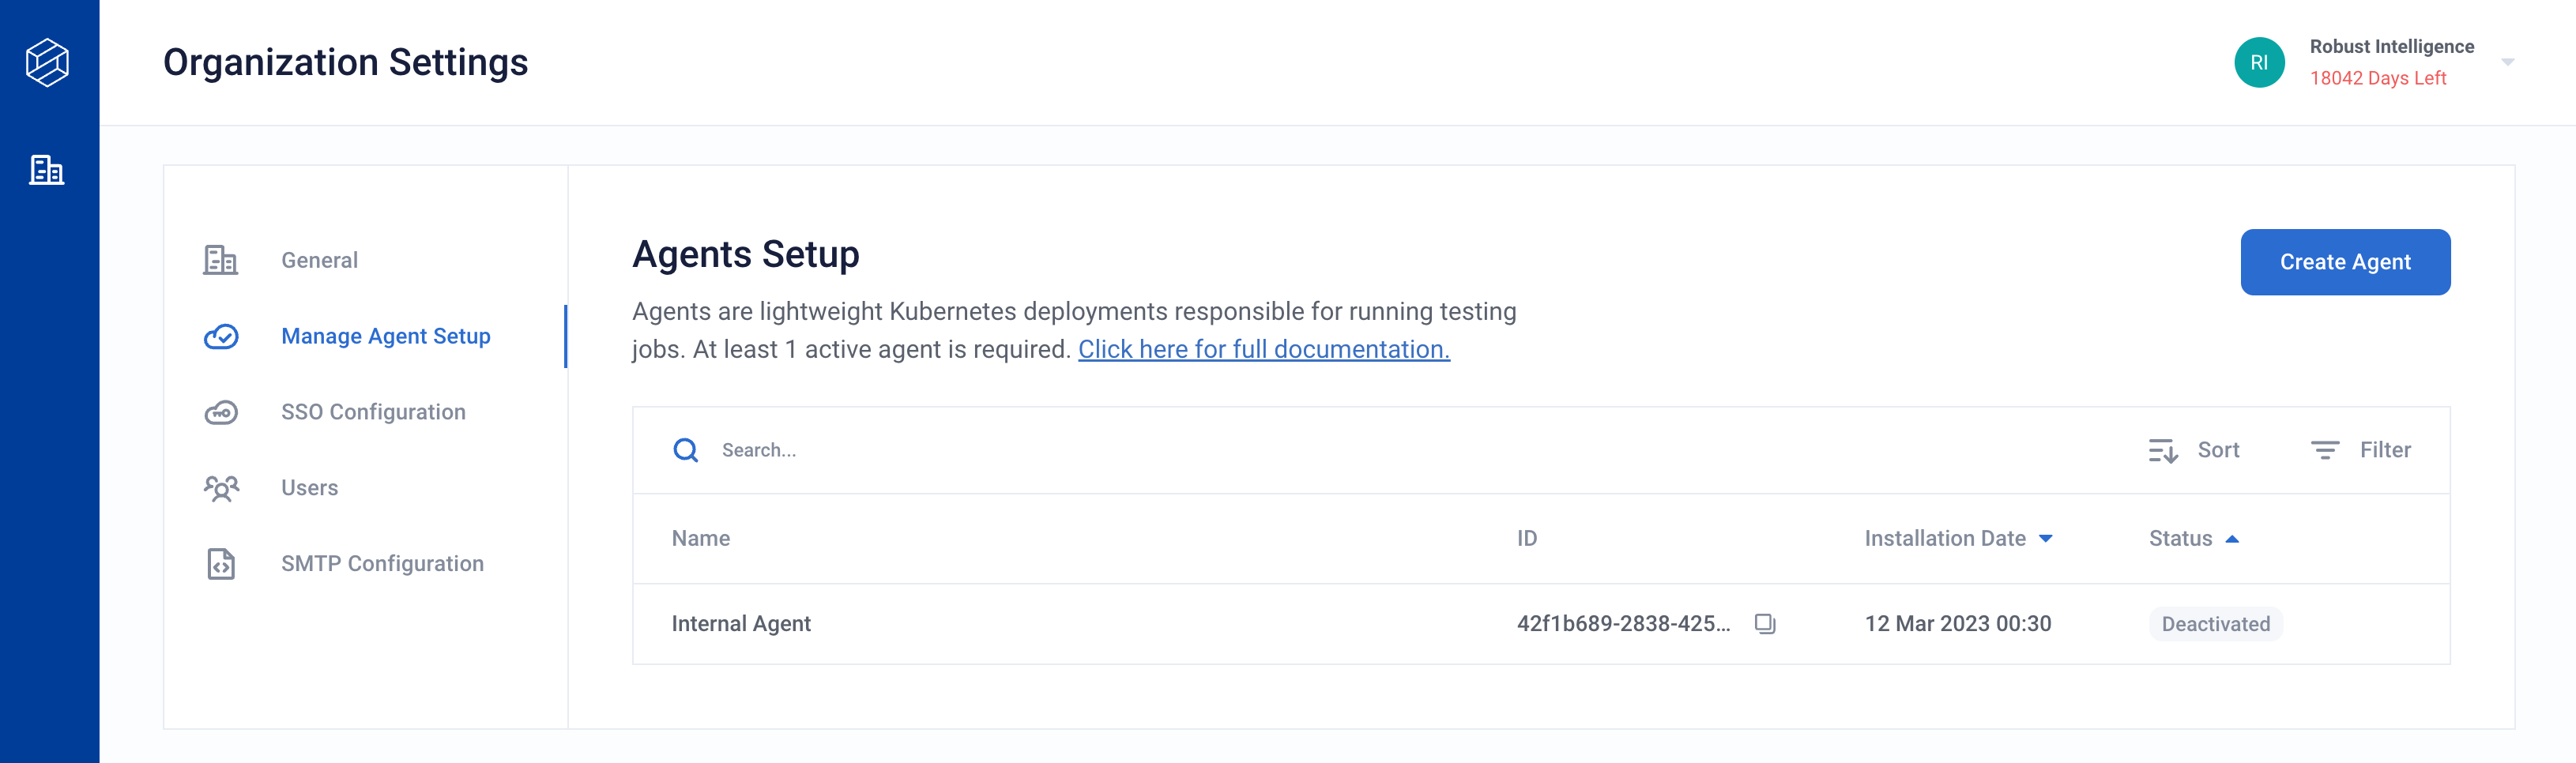 Organization Settings
RI
Robust Intelligence
18042 Days Left
General
Manage Agent Setup
SSO Configuration
Users
SMTP Configuration
Agents Setup
Create Agent
Agents are lightweight Kubernetes deployments responsible for running testing
jobs. At least 1 active agent is required. Click here for full documentation.
Search...
Sort
Filter
Name ID Installation Date Status
Internal Agent 42f1b689-2838-425... 12 Mar 2023 00:30 Deactivated